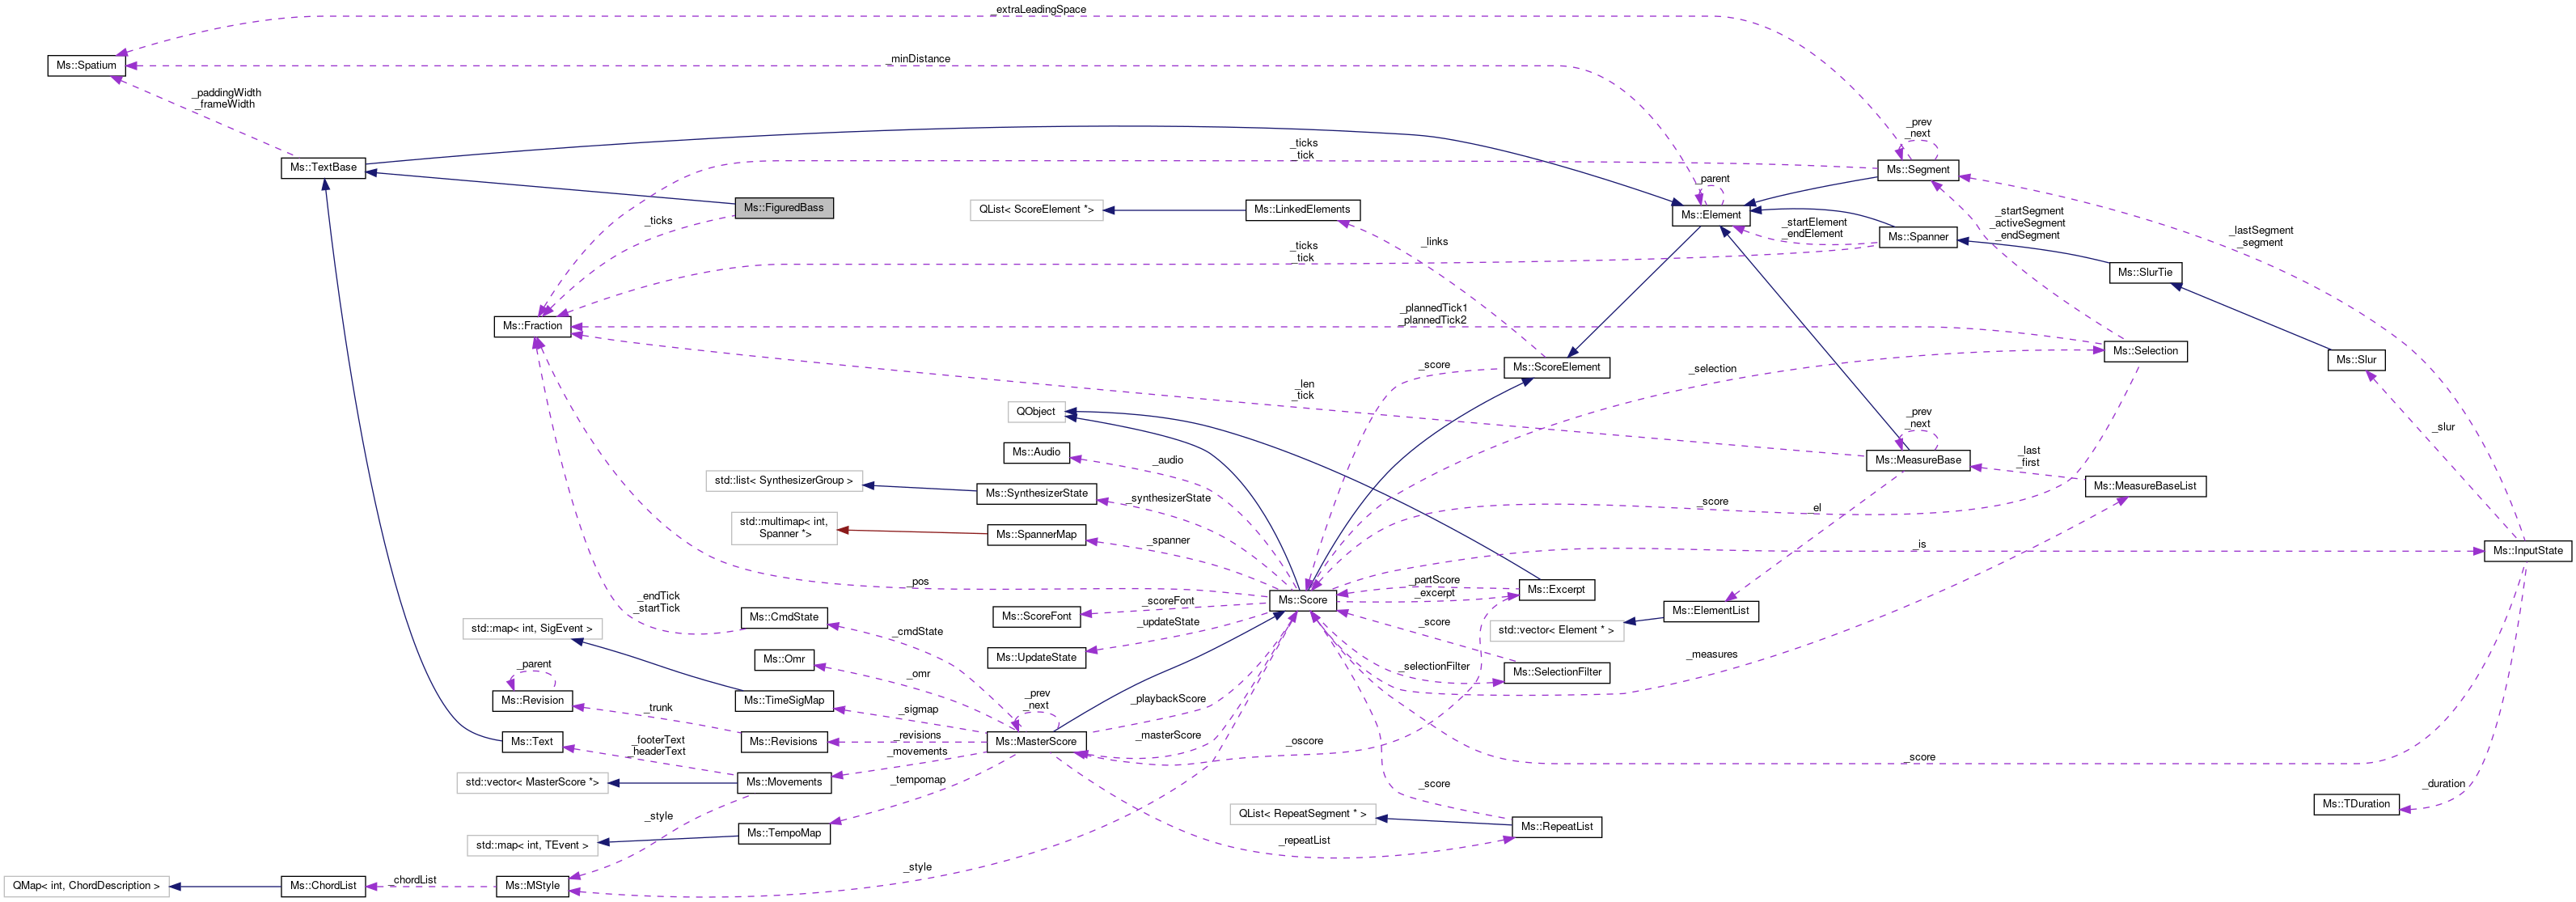 _extraLeadingSpace
_minDistance
Ms::Spatium
_paddingWidth
_frameWidth
_prev
_next
_ticks
_tick
Ms::TextBase
Ms::Segment
_parent
Ms::FiguredBass
QList< ScoreElement *>
Ms::LinkedElements
Ms::Element
_startSegment
_activeSegment
_endSegment
_ticks
_startElement
_endElement
_lastSegment
_segment
Ms::Spanner
_links
_ticks
_tick
Ms::SlurTie
_plannedTick1
_plannedTick2
Ms::Fraction
Ms::Selection
Ms::Slur
_score
Ms::ScoreElement
_selection
_len
_tick
QObject
_prev
_next
_slur
Ms::Audio
_audio
Ms::MeasureBase
_last
_first
std::list< SynthesizerGroup >
Ms::SynthesizerState
_synthesizerState
Ms::MeasureBaseList
_score
_el
std::multimap< int,
Spanner *>
Ms::SpannerMap
_spanner
_is
Ms::InputState
_pos
_partScore
_excerpt
Ms::Excerpt
_endTick
_startTick
Ms::Score
_scoreFont
Ms::ScoreFont
Ms::CmdState
Ms::ElementList
std::map< int, SigEvent >
_cmdState
_updateState
_score
std::vector< Element * >
Ms::Omr
Ms::UpdateState
_measures
_parent
_omr
_selectionFilter
Ms::SelectionFilter
Ms::Revision
Ms::TimeSigMap
_prev
_next
_playbackScore
_trunk
_sigmap
Ms::Text
_footerText
_headerText
Ms::Revisions
_revisions
_movements
Ms::MasterScore
_masterScore
_oscore
_score
std::vector< MasterScore *>
Ms::Movements
_tempomap
_score
_duration
Ms::TDuration
_style
QList< RepeatSegment * >
Ms::RepeatList
std::map< int, TEvent >
Ms::TempoMap
_repeatList
_style
QMap< int, ChordDescription >
Ms::ChordList
_chordList
Ms::MStyle